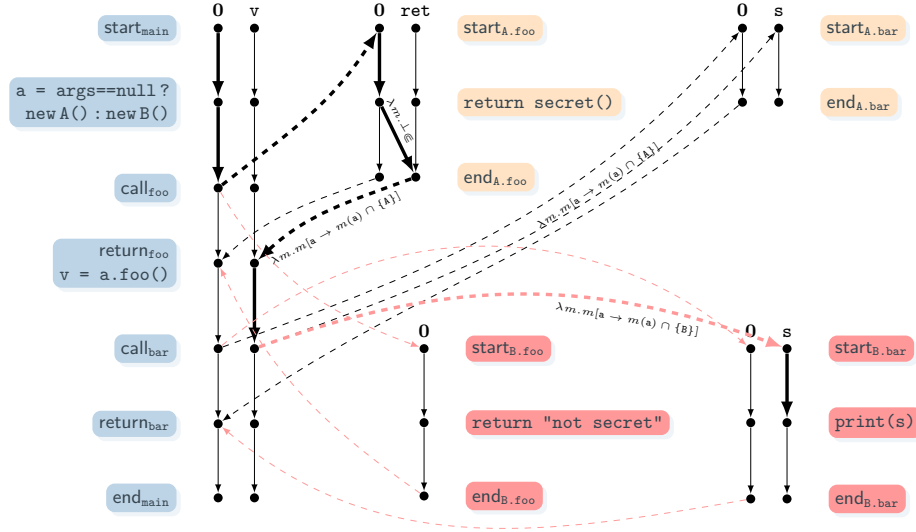 0 v 0 ret 0 s
start_main start_A.foo start_A.bar
a = args==null ?
new A() : new B()
return secret() end_A.bar
λm.⊥⋓
call_foo end_A.foo
λm.m[a → m(a) ∩ {A}]
λm.m[a → m(a) ∩ {A}]
return_foo
v = a.foo()
λm.m[a → m(a) ∩ {B}]
0 0 s
call_bar start_B.foo start_B.bar
return_bar return "not secret" print(s)
end_main end_B.foo end_B.bar